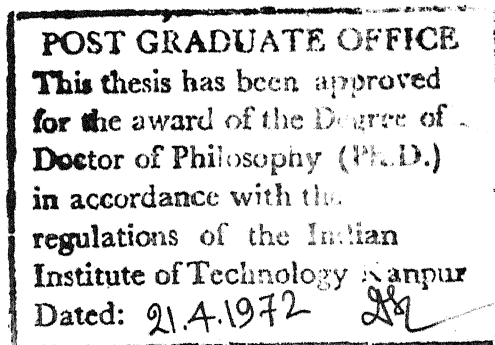 POST GRADUATE OFFICE
This thesis has been approved
for the award of the Degree of
Doctor of Philosophy (Ph.D.)
in accordance with the
regulations of the Indian
Institute of Technology Kanpur
Dated: 21.4.1972